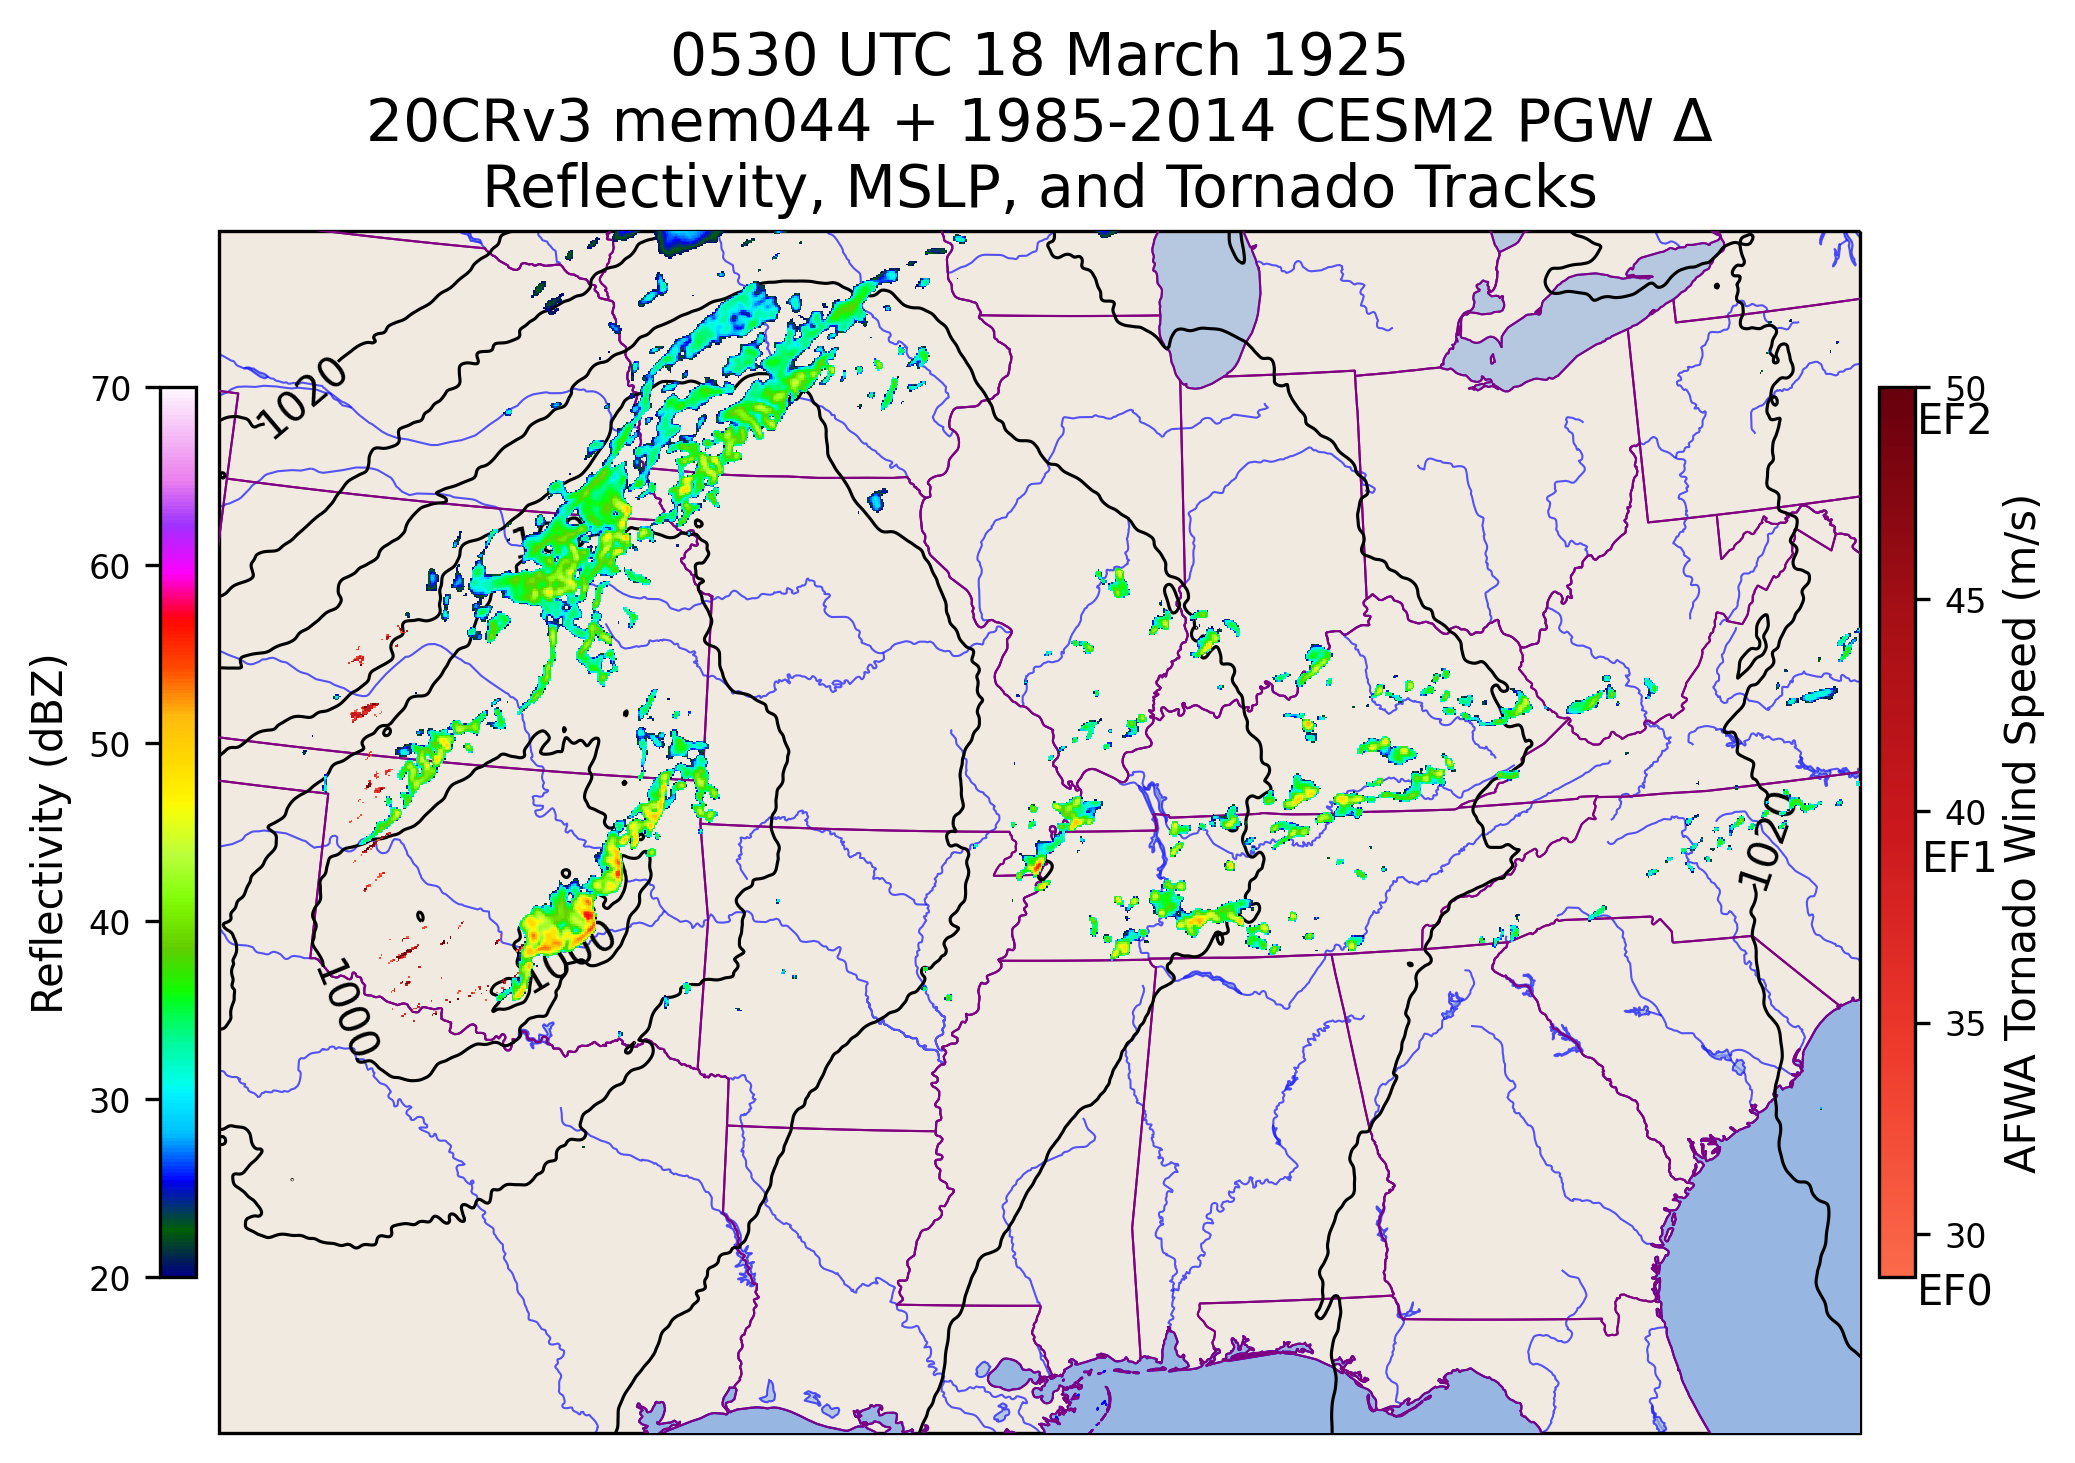 0530 UTC 18 March 1925
20CRv3 mem044 + 1985-2014 CESM2 PGW Δ
Reflectivity, MSLP, and Tornado Tracks
70
60
50
40
30
20
Reflectivity (dBZ)
1020
1000
1020
50
EF2
45
40
EF1
35
30
EF0
AFWA Tornado Wind Speed (m/s)